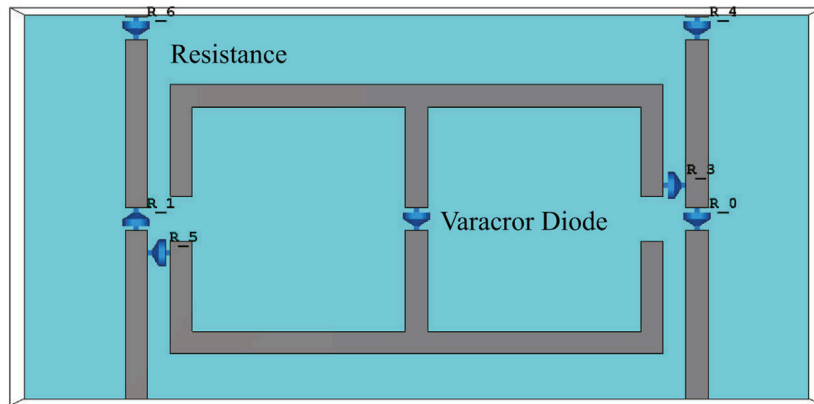 R_6
R_4
Resistance
R_3
R_1
R_0
Varacror Diode
R_5